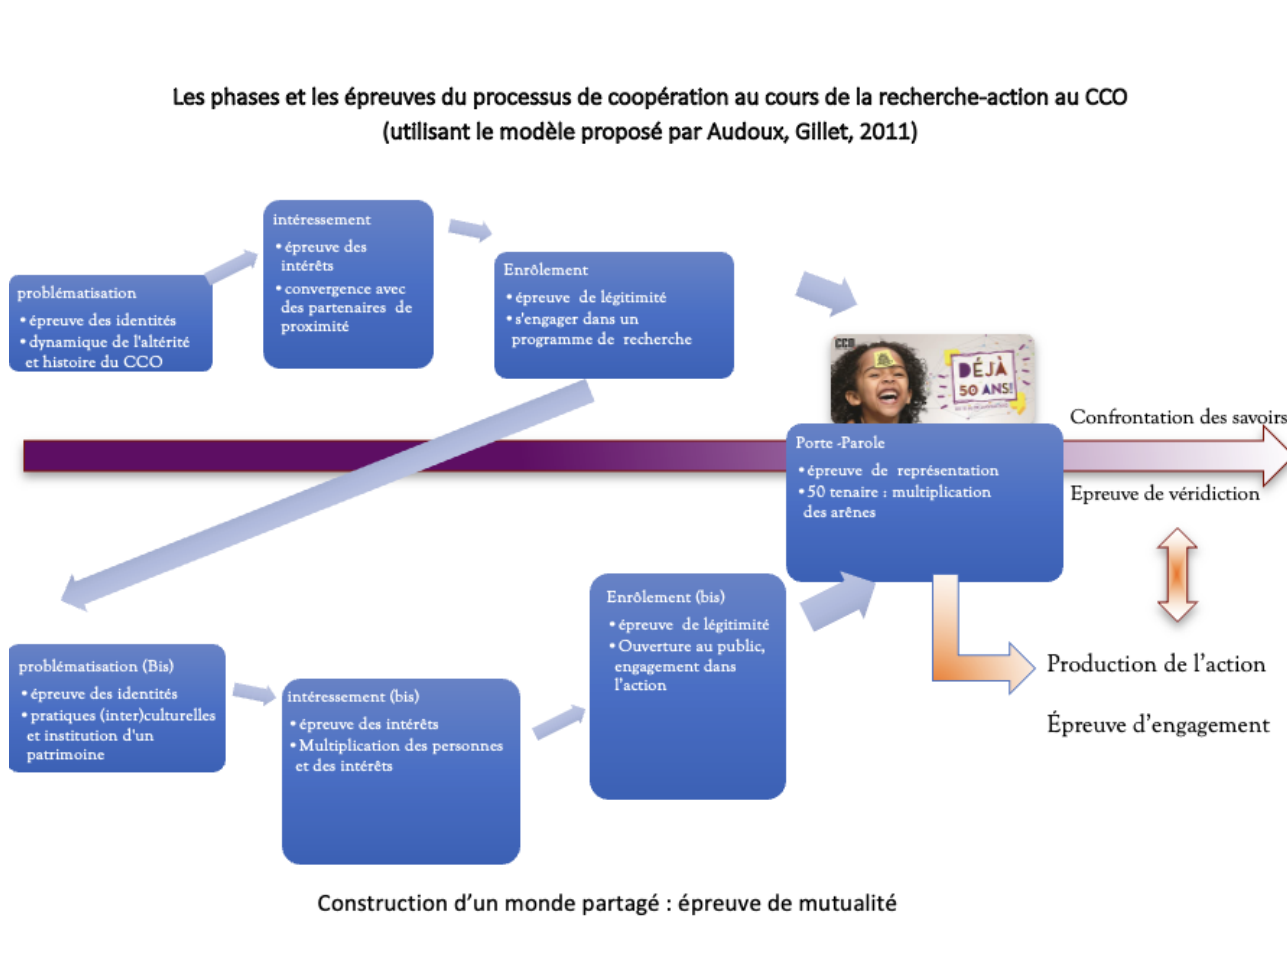 Les phases et les épreuves du processus de coopération au cours de la recherche-action au CCO
(utilisant le modèle proposé par Audoux, Gillet, 2011)
problématisation
• épreuve des identités
• dynamique de l'altérité
et histoire du CCO
intéressement
• épreuve des
intérêts
• convergence avec
des partenaires de
proximité
Enrôlement
• épreuve de légitimité
• s'engager dans un
programme de recherche
CCO
DÉJÀ
50 ANS!
Porte -Parole
• épreuve de représentation
• 50 tenaire : multiplication
des arênes
Confrontation des savoirs
Epreuve de véridiction
problématisation (Bis)
• épreuve des identités
• pratiques (inter)culturelles
et institution d'un
patrimoine
intéressement (bis)
• épreuve des intérêts
• Multiplication des personnes
et des intérêts
Enrôlement (bis)
• épreuve de légitimité
• Ouverture au public,
engagement dans
l'action
Production de l'action
Épreuve d'engagement
Construction d'un monde partagé : épreuve de mutualité